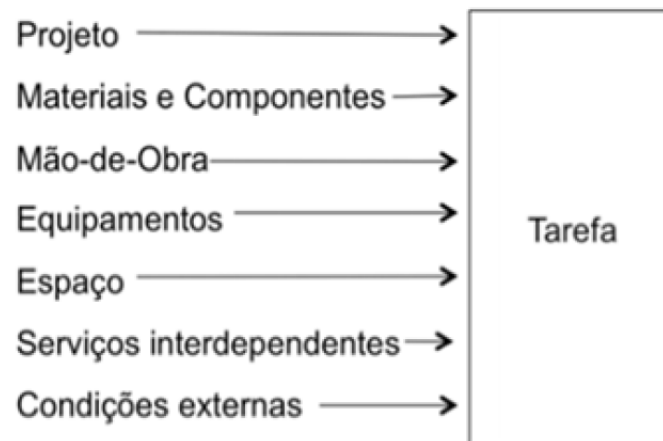 Projeto
Materiais e Componentes
Mão-de-Obra
Equipamentos
Espaço
Serviços interdependentes
Condições externas
Tarefa